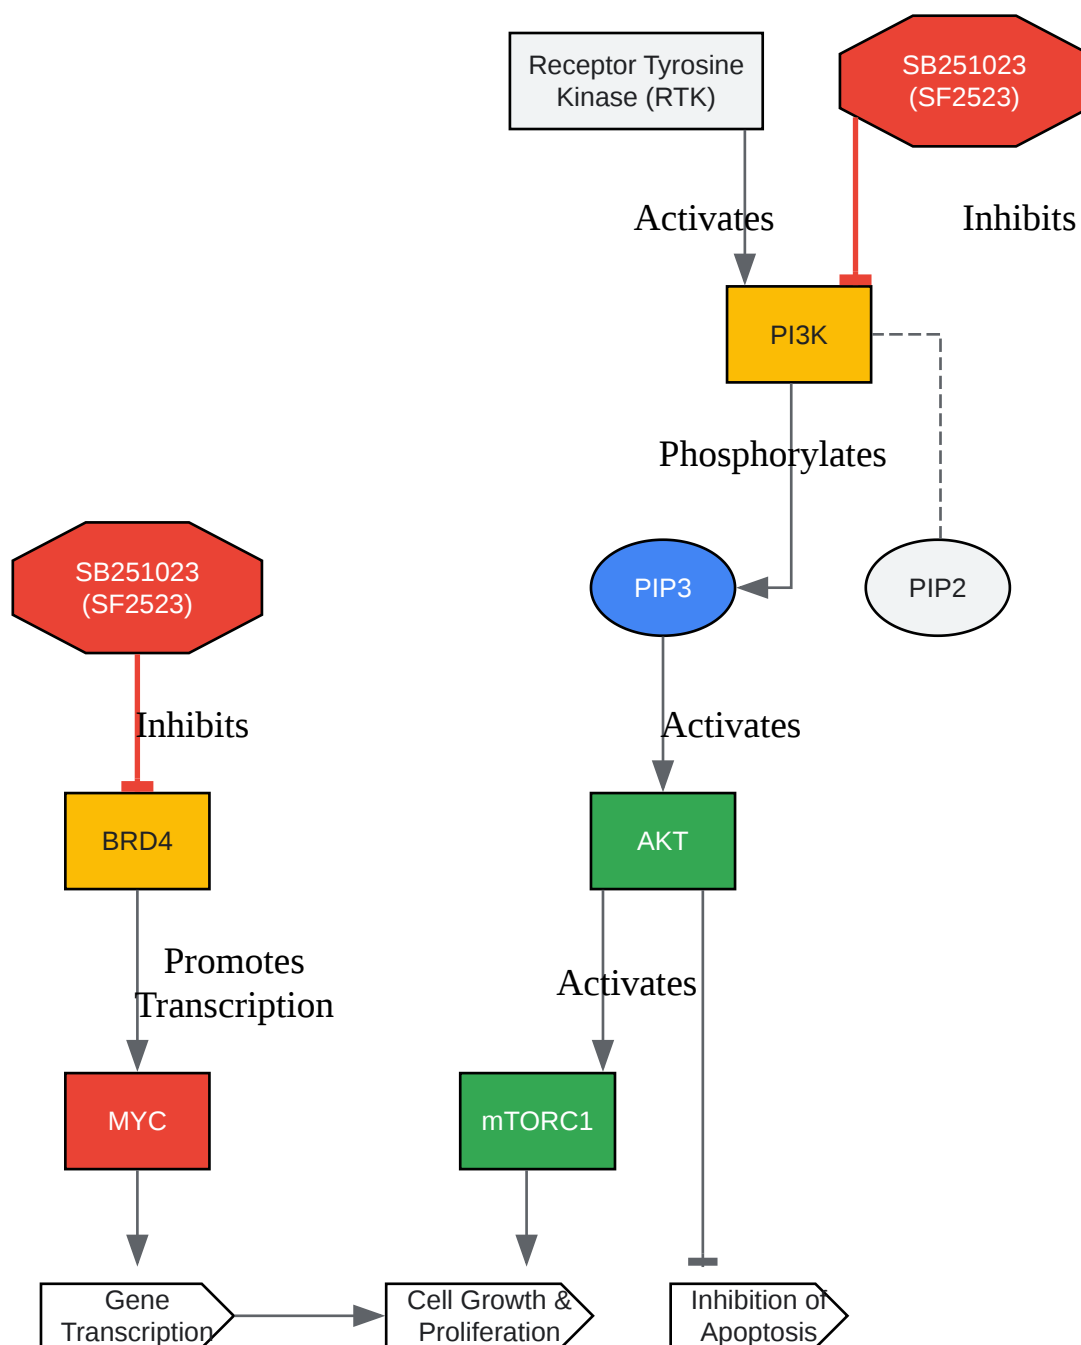 Receptor Tyrosine
Kinase (RTK)
SB251023
(SF2523)
Activates
Inhibits
PI3K
Phosphorylates
SB251023
(SF2523)
PIP3
PIP2
Inhibits
Activates
BRD4
AKT
Promotes
Transcription
Activates
MYC
mTORC1
Gene
Transcription
Cell Growth &
Proliferation
Inhibition of
Apoptosis